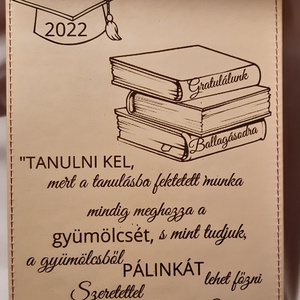 2022
Gratulálunk
Ballagásodra
"TANULNI KEL,
mert a tanulásba fektetett munka
mindig meghozza a
gyümölcsét, s mint tudjuk,
a gyümölcsből PÁLINKÁT lehet főzni
Szeretettel